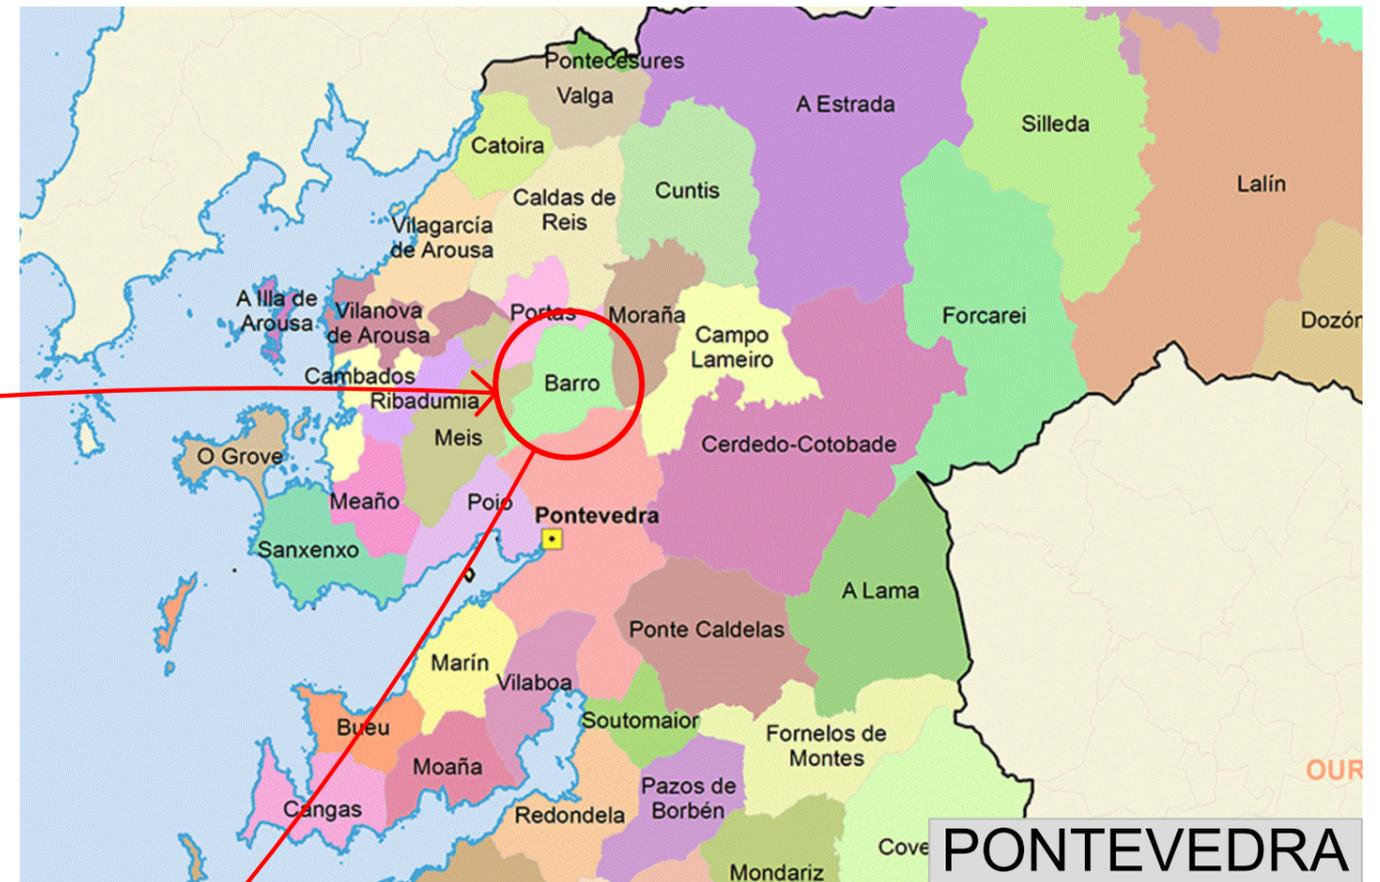 Pontecesures
Valga
A Estrada
Silleda
Catoira
Lalín
Cuntis
Caldas de
Reis
Vilagarcía
de Arousa
A Illa de
Arousa
Vilanova
de Arousa
Portas
Moraña
Forcarei
Dozón
Campo
Lameiro
Cambados
Barro
Ribadumia
Meis
Cerdedo-Cotobade
O Grove
Meaño
Poio
Pontevedra
Sanxenxo
A Lama
Ponte Caldelas
Marín
Vilaboa
Soutomaior
Bueu
Fornelos de
Montes
Moaña
OUR
Pazos de
Borbén
Cangas
Redondela
Cove
PONTEVEDRA
Mondariz